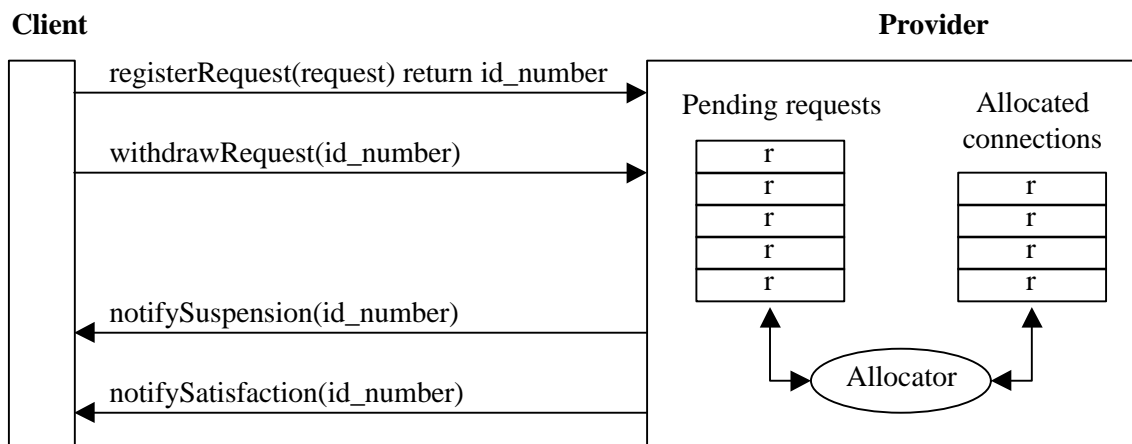 Client
Provider
registerRequest(request) return id_number
withdrawRequest(id_number)
notifySuspension(id_number)
notifySatisfaction(id_number)
Pending requests
r
r
r
r
r
Allocated
connections
r
r
r
r
Allocator